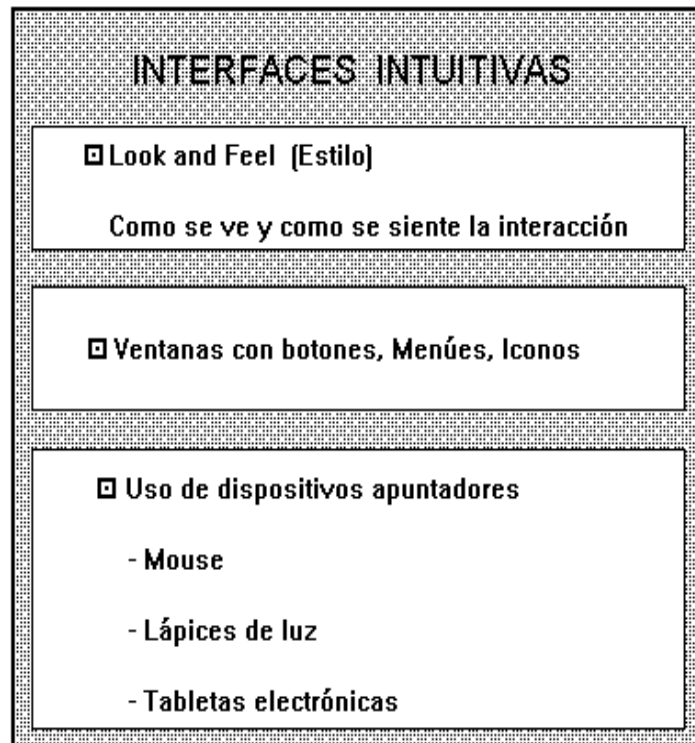 INTERFACES INTUITIVAS
Look and Feel (Estilo)
Como se ve y como se siente la interacción
Ventanas con botones, Menúes, Iconos
Uso de dispositivos apuntadores
- Mouse
- Lápices de luz
- Tabletas electrónicas